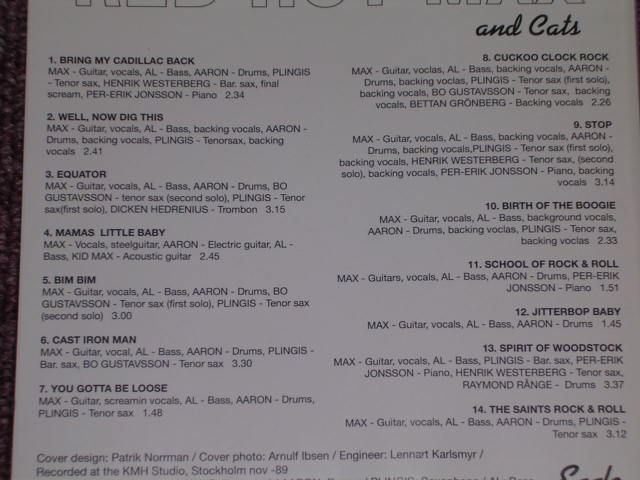 RED HOT MAX
and Cats
1. BRING MY CADILLAC BACK
MAX - Guitar, vocals, AL - Bass, AARON - Drums, PLINGIS
- Tenor sax, HENRIK WESTERBERG - Bar. sax, final
scream, PER-ERIK JONSSON - Piano 2.34
2. WELL, NOW DIG THIS
MAX - Guitar, vocals, AL - Bass, backing vocals, AARON -
Drums, backing vocals, PLINGIS - Tenorsax, backing
vocals 2.41
3. EQUATOR
MAX - Guitar, vocals, AL - Bass, AARON - Drums, BO
GUSTAVSSON - tenor sax (second solo), PLINGIS - Tenor
sax(first solo), DICKEN HEDRENIUS - Trombon 3.15
4. MAMAS LITTLE BABY
MAX - Vocals, steelguitar, AARON - Electric guitar, AL -
Bass, KID MAX - Acoustic guitar 2.45
5. BIM BIM
MAX - Guitar, vocals, AL - Bass, AARON - Drums, BO
GUSTAVSSON - Tenor sax (first solo), PLINGIS - Tenor sax
(second solo) 3.00
6. CAST IRON MAN
MAX - Guitar, vocals, AL - Bass, AARON - Drums, PLINGIS -
Bar. sax, BO GUSTAVSSON - Tenor sax 3.30
7. YOU GOTTA BE LOOSE
MAX - Guitar, screamin vocals, AL - Bass, AARON - Drums,
PLINGIS - Tenor sax 1.48
8. CUCKOO CLOCK ROCK
MAX - Guitar, voclas, AL - Bass, backing vocals, AARON -
Drums, backing voclas, PLINGIS - Tenor sax (first solo),
backing vocals, BO GUSTAVSSON - Tenor sax, backing
vocals, BETTAN GRÖNBERG - Backing vocals 2.26
9. STOP
MAX - Guitar, vocals, AL - Bass, backing vocals, AARON -
Drums, backing vocals,PLINGIS - Tenor sax (first solo),
backing vocals, HENRIK WESTERBERG - Tenor sax, (second
solo), backing vocals, PER-ERIK JONSSON - Piano, backing
vocals 3.14
10. BIRTH OF THE BOOGIE
MAX - Guitar, vocals, AL - Bass, background vocals,
AARON - Drums, backing voclas, PLINGIS - Tenor sax,
backing voclas 2.33
11. SCHOOL OF ROCK & ROLL
MAX - Guitars, vocals, AL - Bass, AARON - Drums, PER-ERIK
JONSSON - Piano 1.51
12. JITTERBOP BABY
MAX - Guitar, vocals, AL - Bass, AARON - Drums 1.45
13. SPIRIT OF WOODSTOCK
MAX - Guitar, vocals, AL - Bass, PLINGIS - Bar. sax, PER-ERIK
JONSSON - Piano, HENRIK WESTERBERG - Tenor sax,
RAYMOND RÅNGE - Drums 3.37
14. THE SAINTS ROCK & ROLL
MAX - Guitar, vocals, AL - Bass, AARON - Drums, PLINGIS -
Tenor sax 3.12
Cover design: Patrik Norrman / Cover photo: Arnulf Ibsen / Engineer: Lennart Karlsmyr /
Recorded at the KMH Studio, Stockholm nov -89